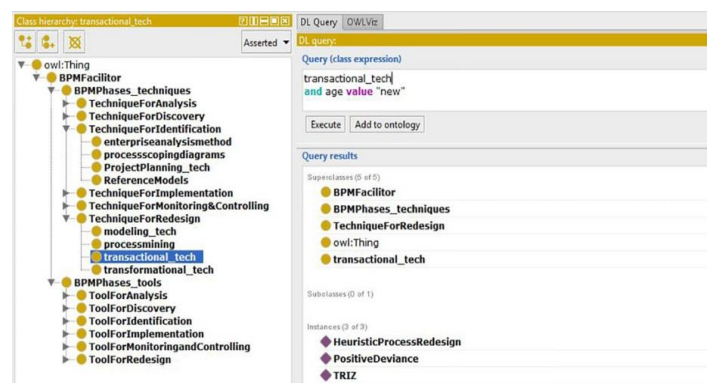 Class hierarchy: transactional_tech
Asserted
owl:Thing
BPMFacilitor
BPMPhases_techniques
TechniqueForAnalysis
TechniqueForDiscovery
TechniqueForIdentification
enterpriseanalysismethod
processscopingdiagrams
ProjectPlanning_tech
ReferenceModels
TechniqueForImplementation
TechniqueForMonitoring&Controlling
TechniqueForRedesign
modeling_tech
processmining
transactional_tech
transformational_tech
BPMPhases_tools
ToolForAnalysis
ToolForDiscovery
ToolForIdentification
ToolForImplementation
ToolForMonitoringandControlling
ToolForRedesign
DL Query OWLViz
DL query:
Query (class expression)
transactional_tech
and age value "new"
Execute Add to ontology
Query results
Superclasses (5 of 5)
BPMFacilitor
BPMPhases_techniques
TechniqueForRedesign
owl:Thing
transactional_tech
Subclasses (0 of 1)
Instances (3 of 3)
HeuristicProcessRedesign
PositiveDeviance
TRIZ